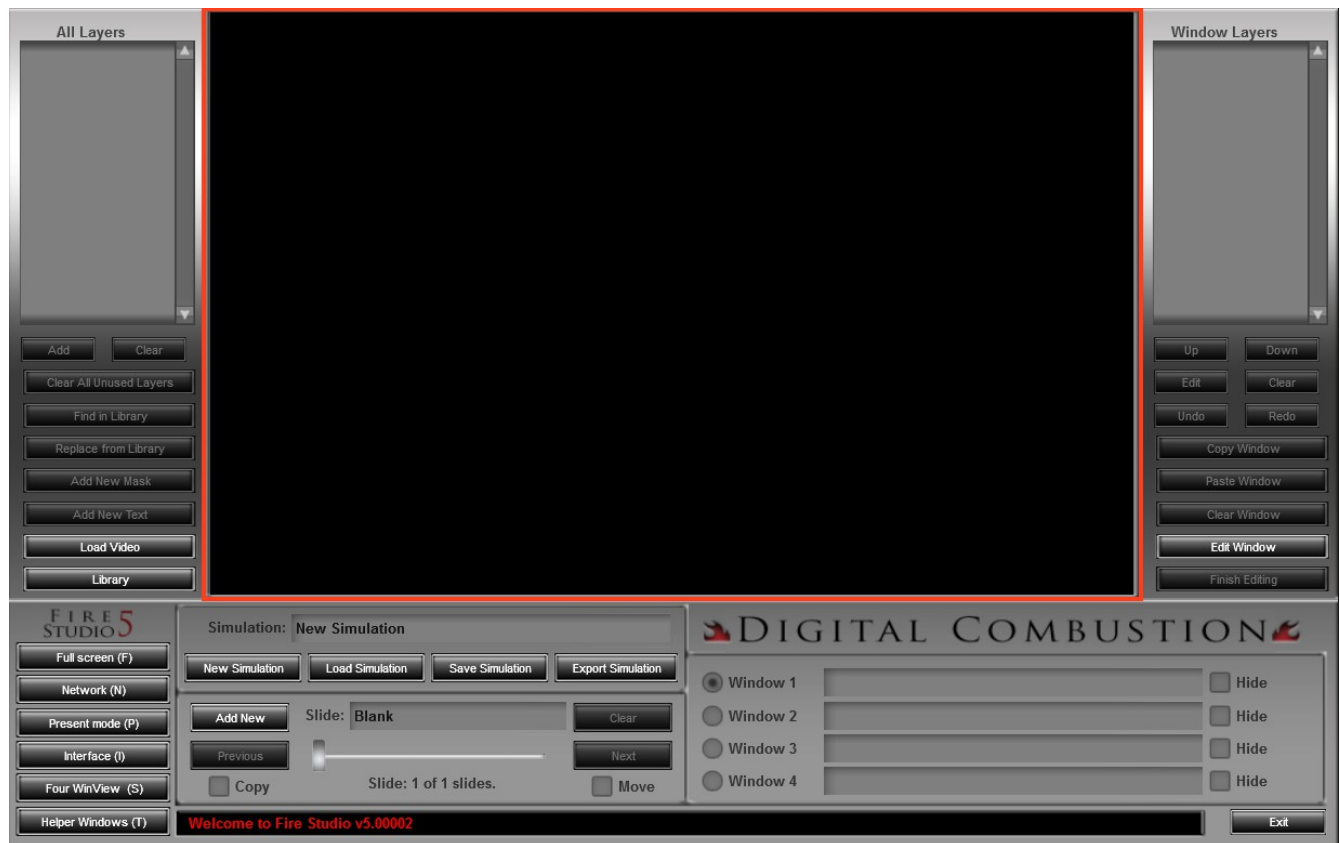 All Layers
Window Layers
Add
Clear
Clear All Unused Layers
Find in Library
Replace from Library
Add New Mask
Add New Text
Load Video
Library
Up
Down
Edit
Clear
Undo
Redo
Copy Window
Paste Window
Clear Window
Edit Window
Finish Editing
FIRE 5
STUDIO
Full screen (F)
Network (N)
Present mode (P)
Interface (I)
Four WinView (S)
Helper Windows (T)
Simulation: New Simulation
New Simulation
Load Simulation
Save Simulation
Export Simulation
Add New
Slide: Blank
Clear
Previous
Next
Copy
Slide: 1 of 1 slides.
Move
DIGITAL COMBUSTION
Window 1
Hide
Window 2
Hide
Window 3
Hide
Window 4
Hide
Welcome to Fire Studio v5.00002
Exit